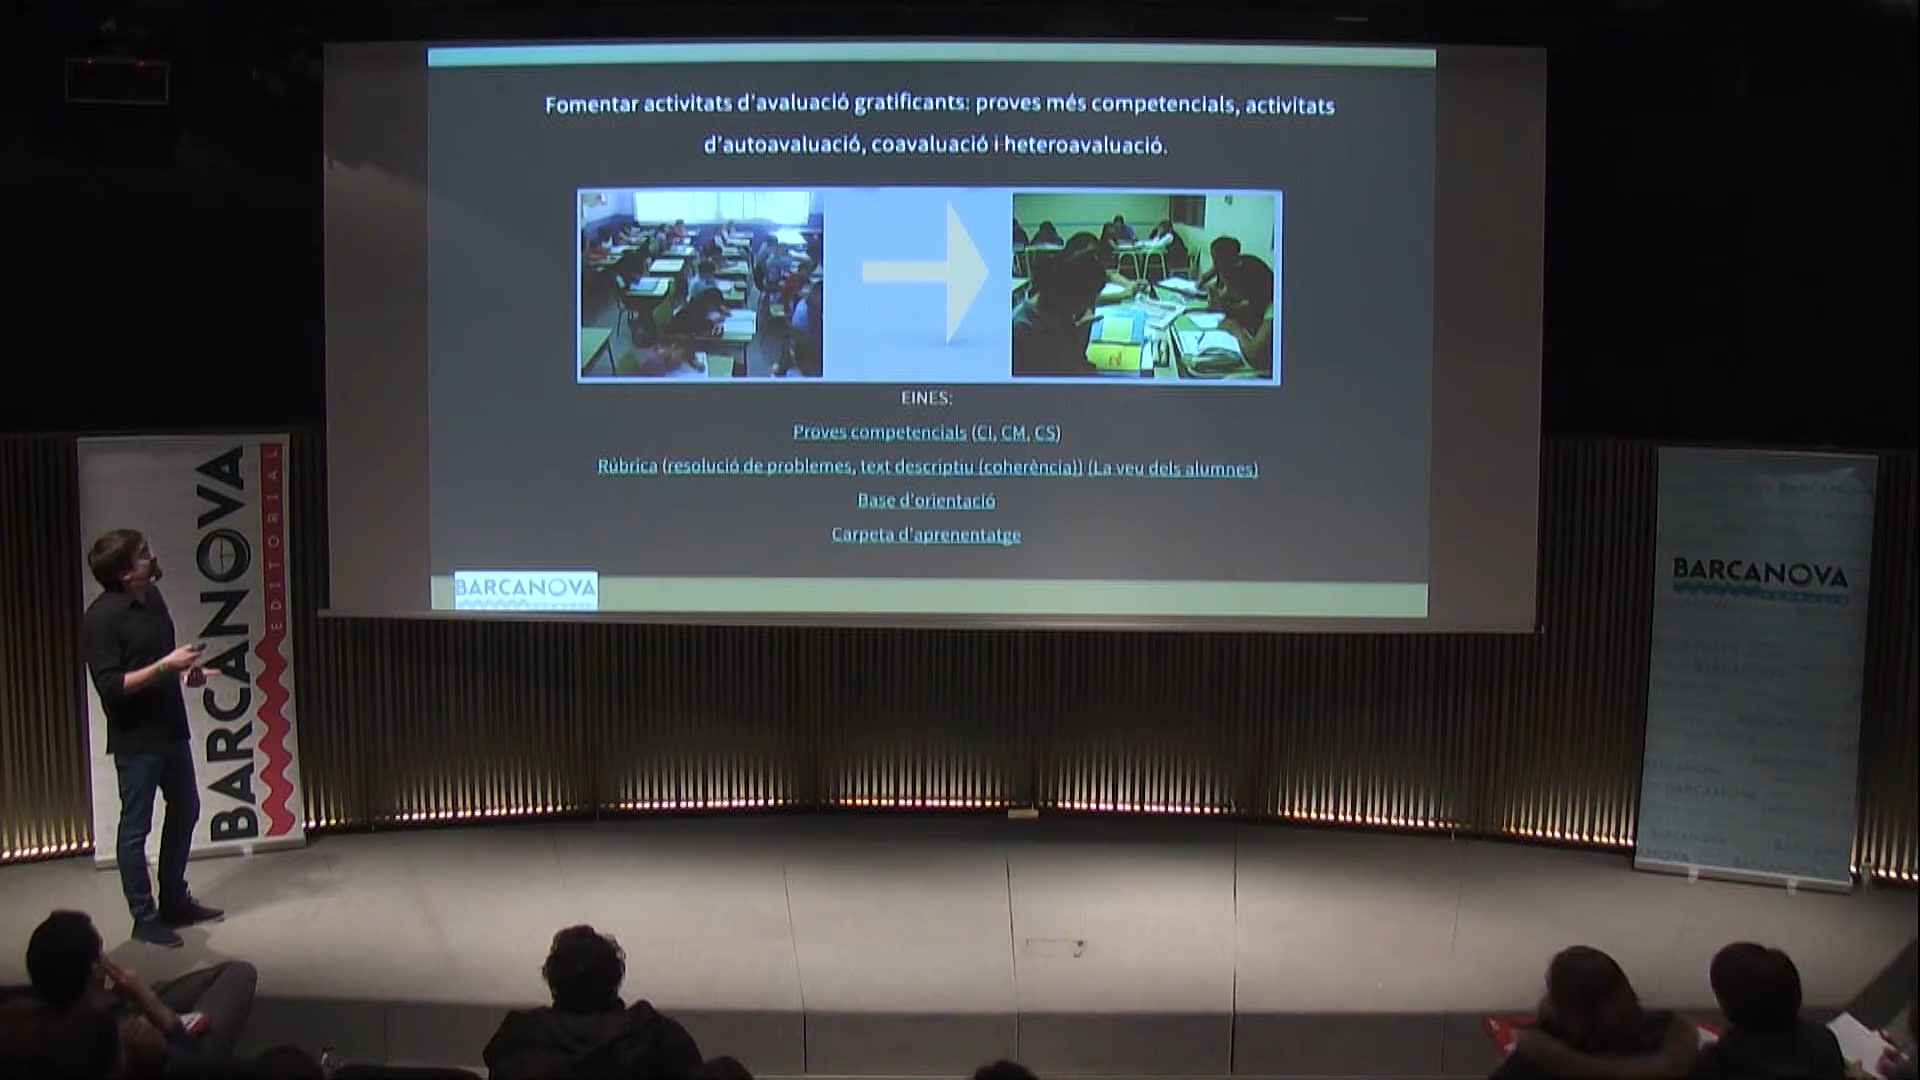 Fomentar activitats d'avaluació gratificants: proves més competencials, activitats
d'autoavaluació, coavaluació i heteroavaluació.
EINES:
Proves competencials (CI, CM, CS)
Rúbrica (resolució de problemes, text descriptiu (coherència)) (La veu dels alumnes)
Base d'orientació
Carpeta d'aprenentatge
BARCANOVA
BARCANOVA
EDITORIAL
BARCANOVA